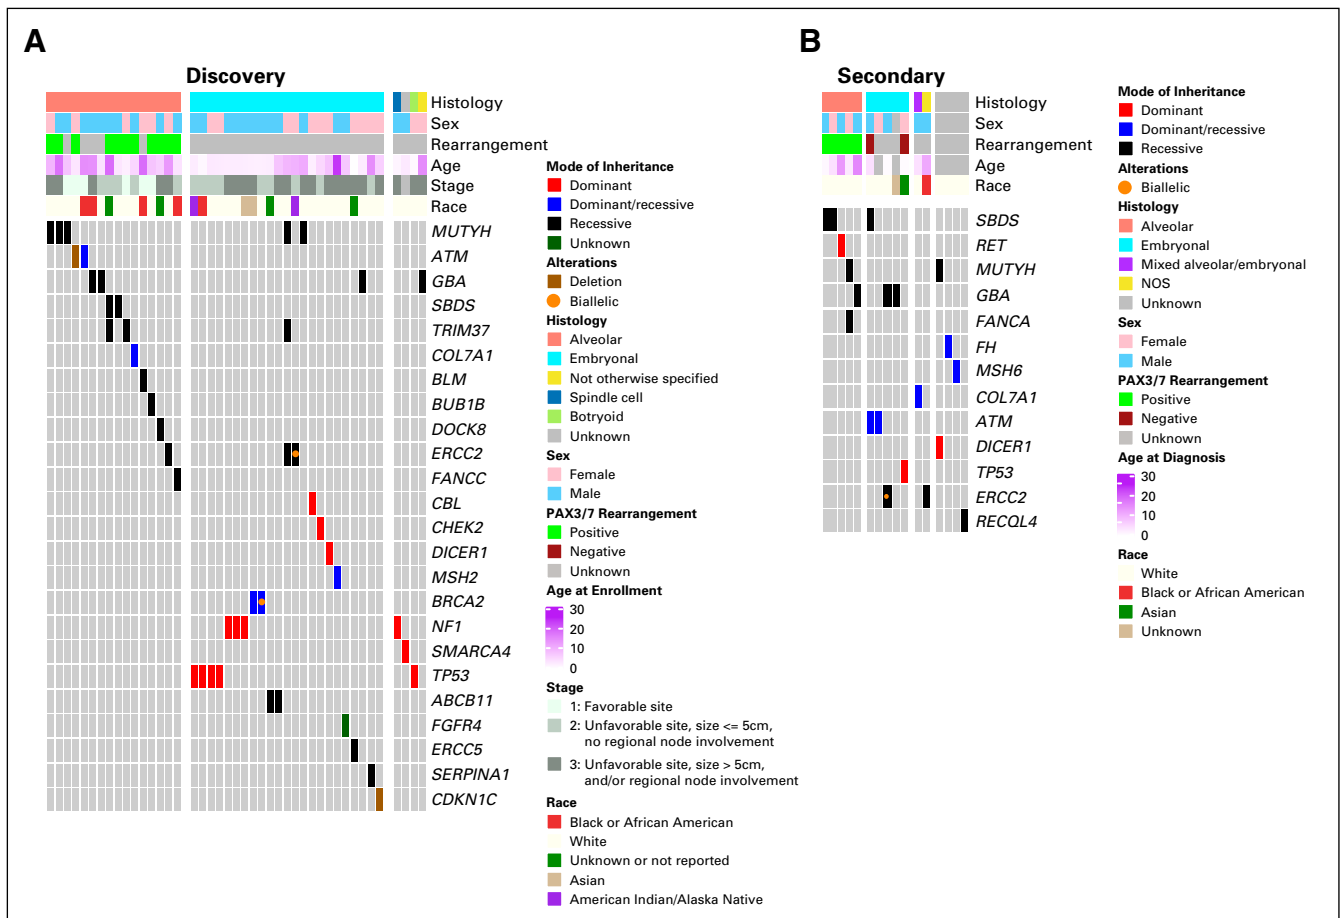 A
Discovery
Histology
Sex
Rearrangement
Age
Stage
Race
MUTYH
ATM
GBA
SBDS
TRIM37
COL7A1
BLM
BUB1B
DOCK8
ERCC2
FANCC
CBL
CHEK2
DICER1
MSH2
BRCA2
NF1
SMARCA4
TP53
ABCB11
FGFR4
ERCC5
SERPINA1
CDKN1C
Mode of Inheritance
Dominant
Dominant/recessive
Recessive
Unknown
Alterations
Deletion
Biallelic
Histology
Alveolar
Embryonal
Not otherwise specified
Spindle cell
Botryoid
Unknown
Sex
Female
Male
PAX3/7 Rearrangement
Positive
Negative
Unknown
Age at Enrollment
30
20
10
0
Stage
1: Favorable site
2: Unfavorable site, size <= 5cm,
no regional node involvement
3: Unfavorable site, size > 5cm,
and/or regional node involvement
Race
Black or African American
White
Unknown or not reported
Asian
American Indian/Alaska Native
B
Secondary
Histology
Sex
Rearrangement
Age
Race
SBDS
RET
MUTYH
GBA
FANCA
FH
MSH6
COL7A1
ATM
DICER1
TP53
ERCC2
RECQL4
Mode of Inheritance
Dominant
Dominant/recessive
Recessive
Alterations
Biallelic
Histology
Alveolar
Embryonal
Mixed alveolar/embryonal
NOS
Unknown
Sex
Female
Male
PAX3/7 Rearrangement
Positive
Negative
Unknown
Age at Diagnosis
30
20
10
0
Race
White
Black or African American
Asian
Unknown